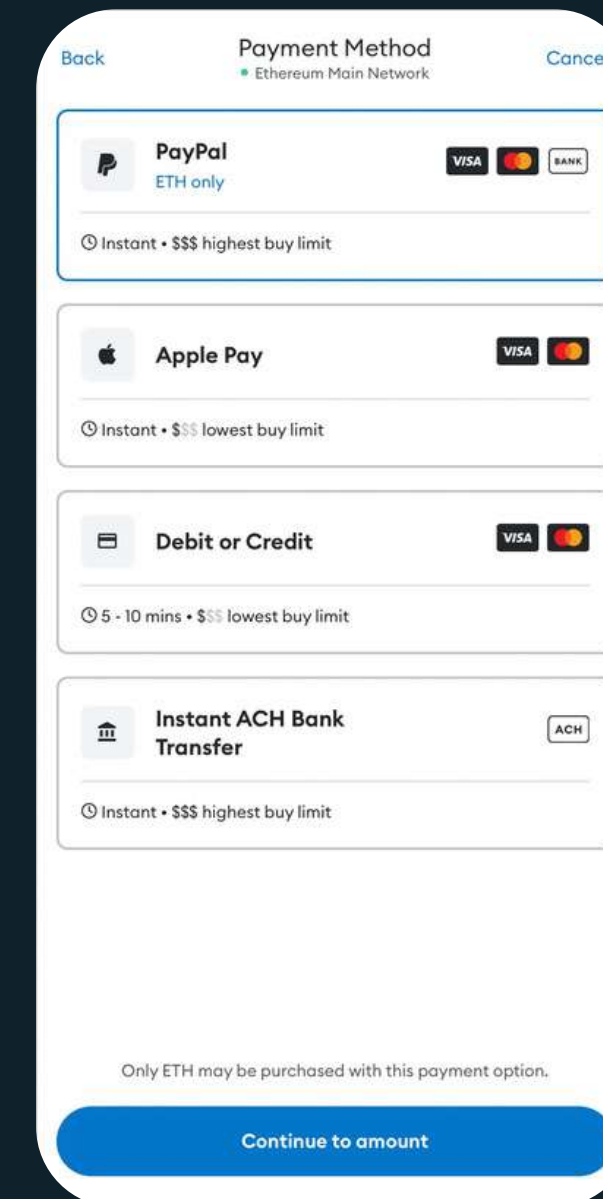 Back
Payment Method
Cance
• Ethereum Main Network
PayPal
VISA
BANK
ETH only
Instant • $$$ highest buy limit
Apple Pay
VISA
Instant • $$$ lowest buy limit
Debit or Credit
VISA
5 - 10 mins • $$$ lowest buy limit
Instant ACH Bank
Transfer
ACH
Instant • $$$ highest buy limit
Only ETH may be purchased with this payment option.
Continue to amount